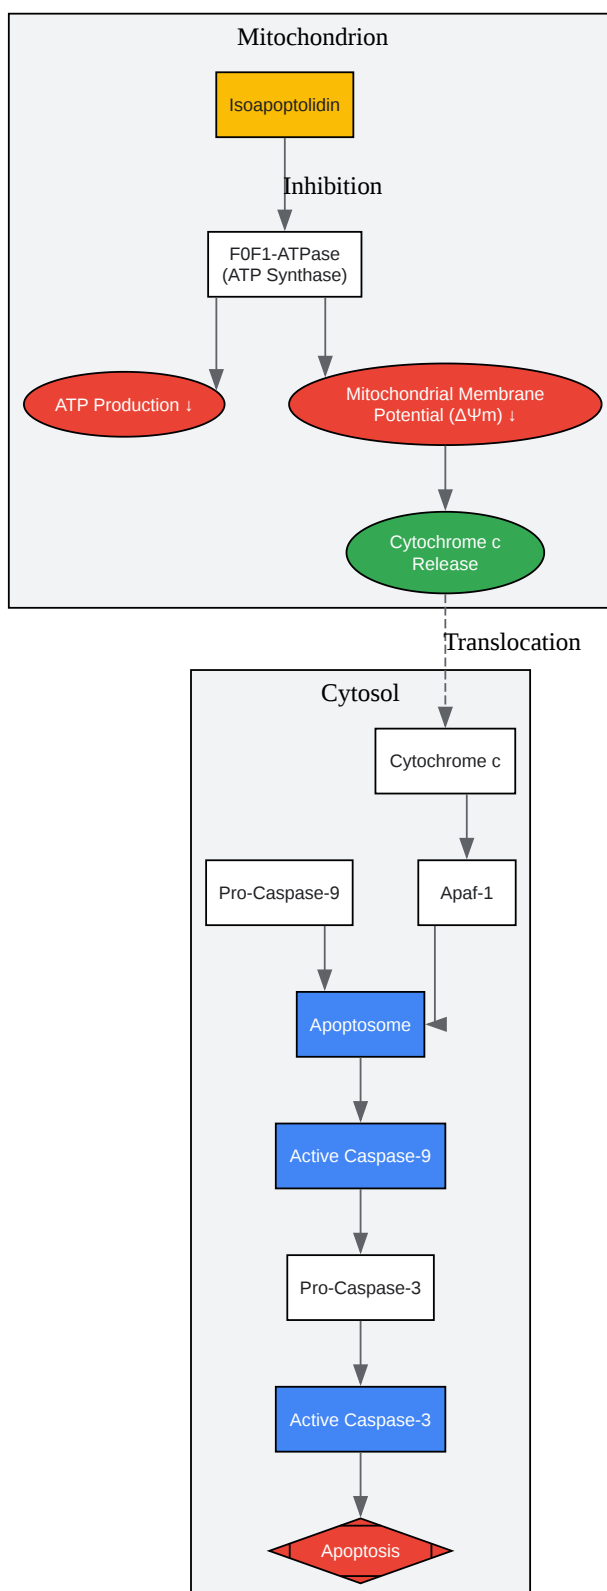 Mitochondrion
Isoapoptolidin
Inhibition
F0F1-ATPase
(ATP Synthase)
ATP Production ↓
Mitochondrial Membrane
Potential (ΔΨm) ↓
Cytochrome c
Release
Translocation
Cytosol
Cytochrome c
Pro-Caspase-9
Apaf-1
Apoptosome
Active Caspase-9
Pro-Caspase-3
Active Caspase-3
Apoptosis